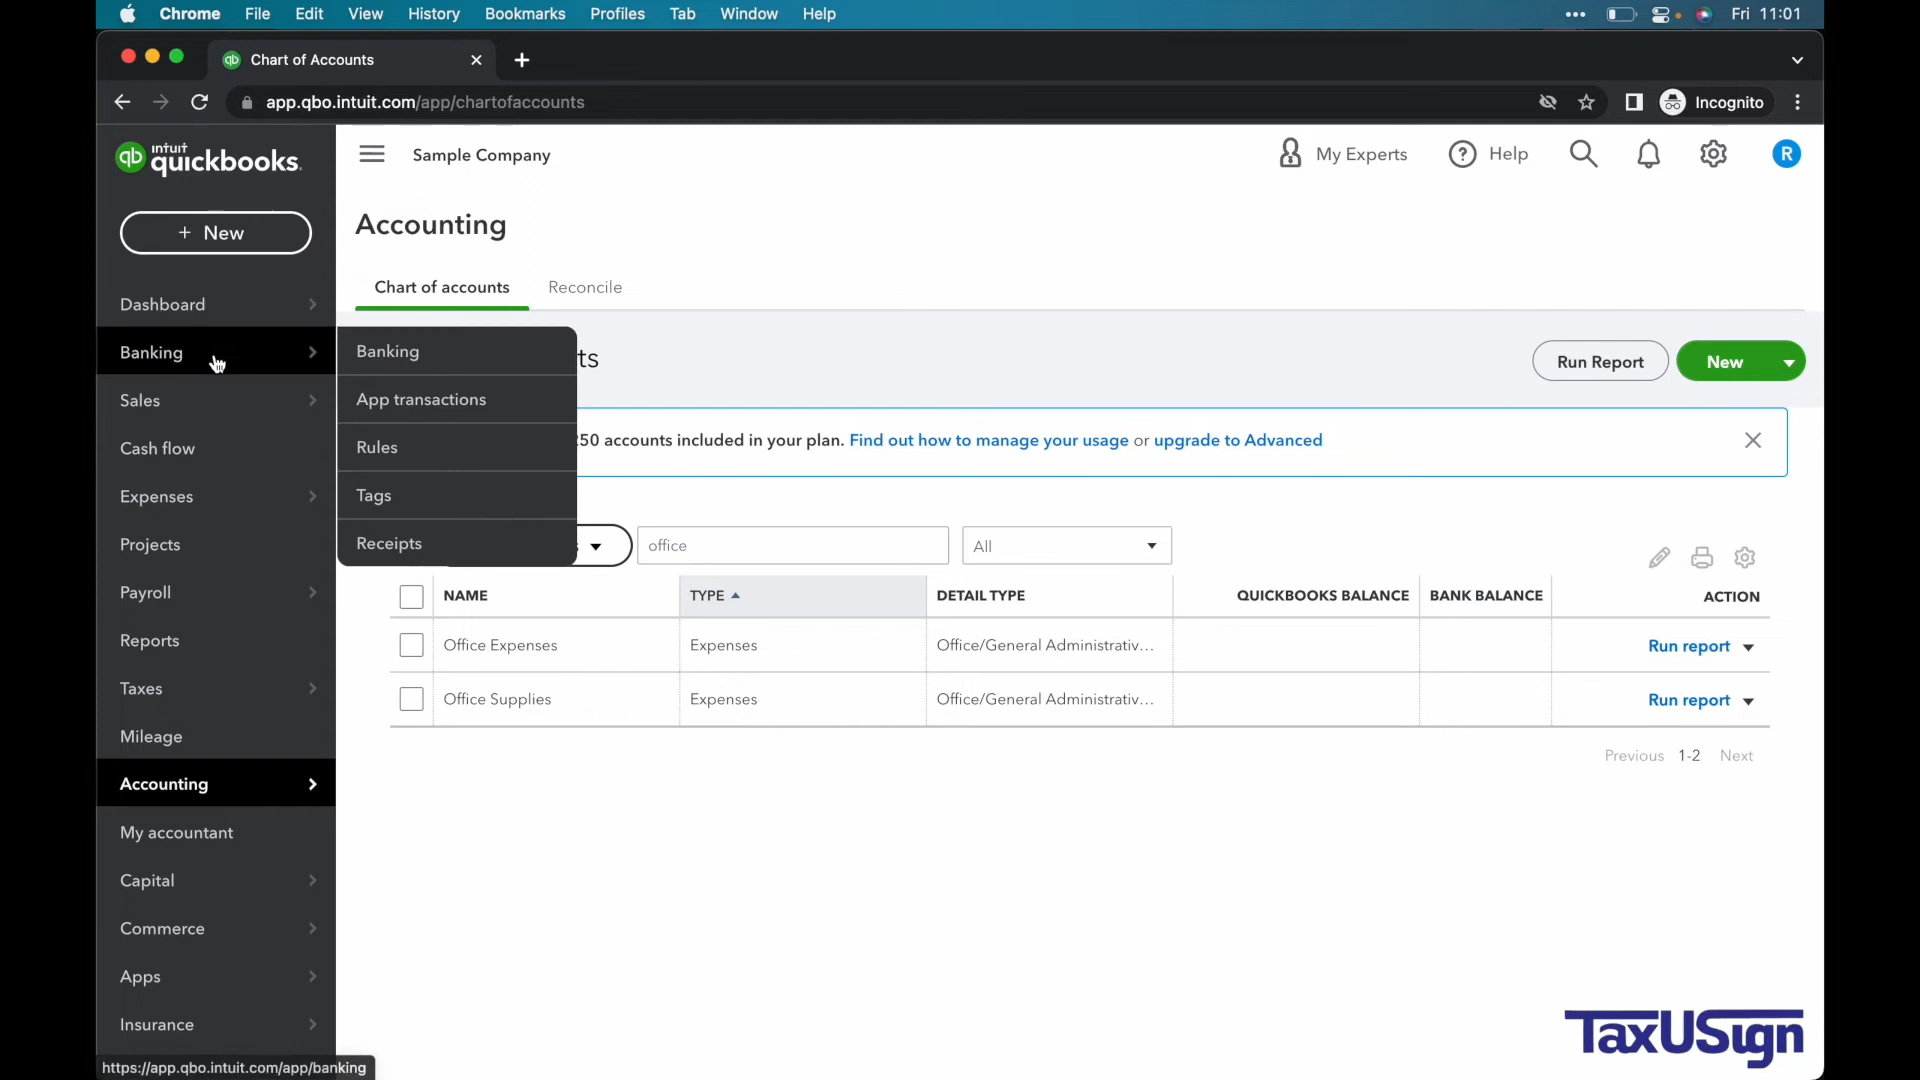 Chrome File Edit View History Bookmarks Profiles Tab Window Help
Fri 11:01
Chart of Accounts
app.qbo.intuit.com/app/chartofaccounts
Incognito
intuit
quickbooks.
qb
+ New
Dashboard
Banking
Sales
Cash flow
Expenses
Projects
Payroll
Reports
Taxes
Mileage
Accounting
My accountant
Capital
Commerce
Apps
Insurance
Sample Company
My Experts
Help
R
Accounting
Chart of accounts
Reconcile
Banking
App transactions
Rules
Tags
Receipts
ts
Run Report
New
250 accounts included in your plan. Find out how to manage your usage or upgrade to Advanced
office
All
NAME TYPE DETAIL TYPE QUICKBOOKS BALANCE BANK BALANCE ACTION
Office Expenses Expenses Office/General Administrativ... Run report
Office Supplies Expenses Office/General Administrativ... Run report
Previous 1-2 Next
TaxUSign
https://app.qbo.intuit.com/app/banking